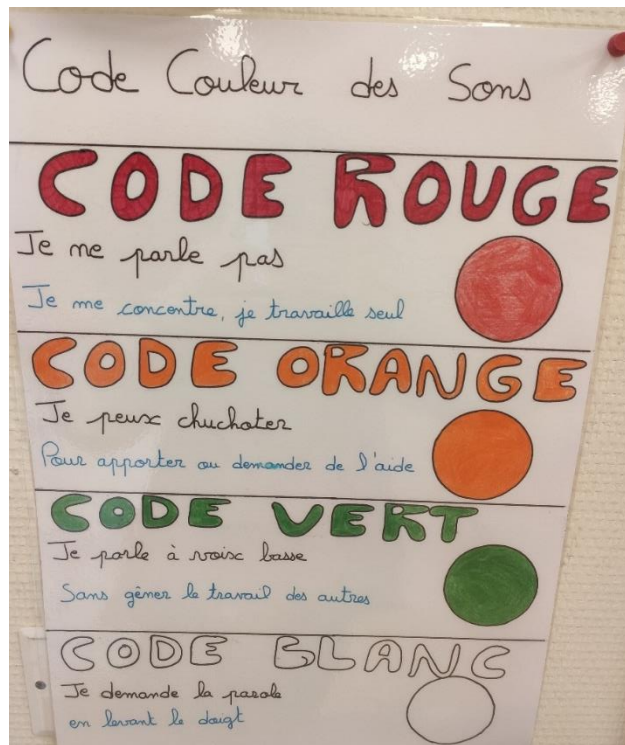 Code Couleur des Sons
CODE ROUGE
Je ne parle pas
Je me concontre, je travaille seul
CODE ORANGE
Je peux chuchoter
Pour apporter ou demander de l'aide
CODE VERT
Je parle à voix basse
Sans gêner le travail des autres
CODE BLANC
Je demande la parole
en levant le doigt